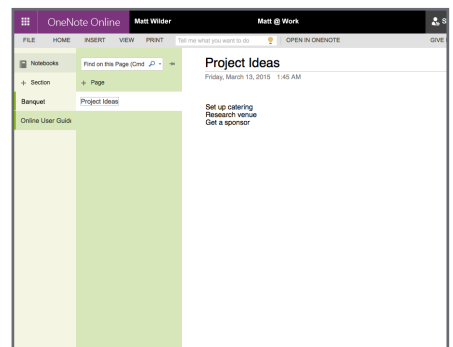 OneNote Online Matt Wilder Matt @ Work S
FILE HOME INSERT VIEW PRINT Tell me what you want to do OPEN IN ONENOTE GIVE
Notebooks
Find on this Page (Cmd
+ Section
+ Page
Banquet
Project Ideas
Online User Guide
Project Ideas
Friday, March 13, 2015 1:45 AM
Set up catering
Research venue
Get a sponsor